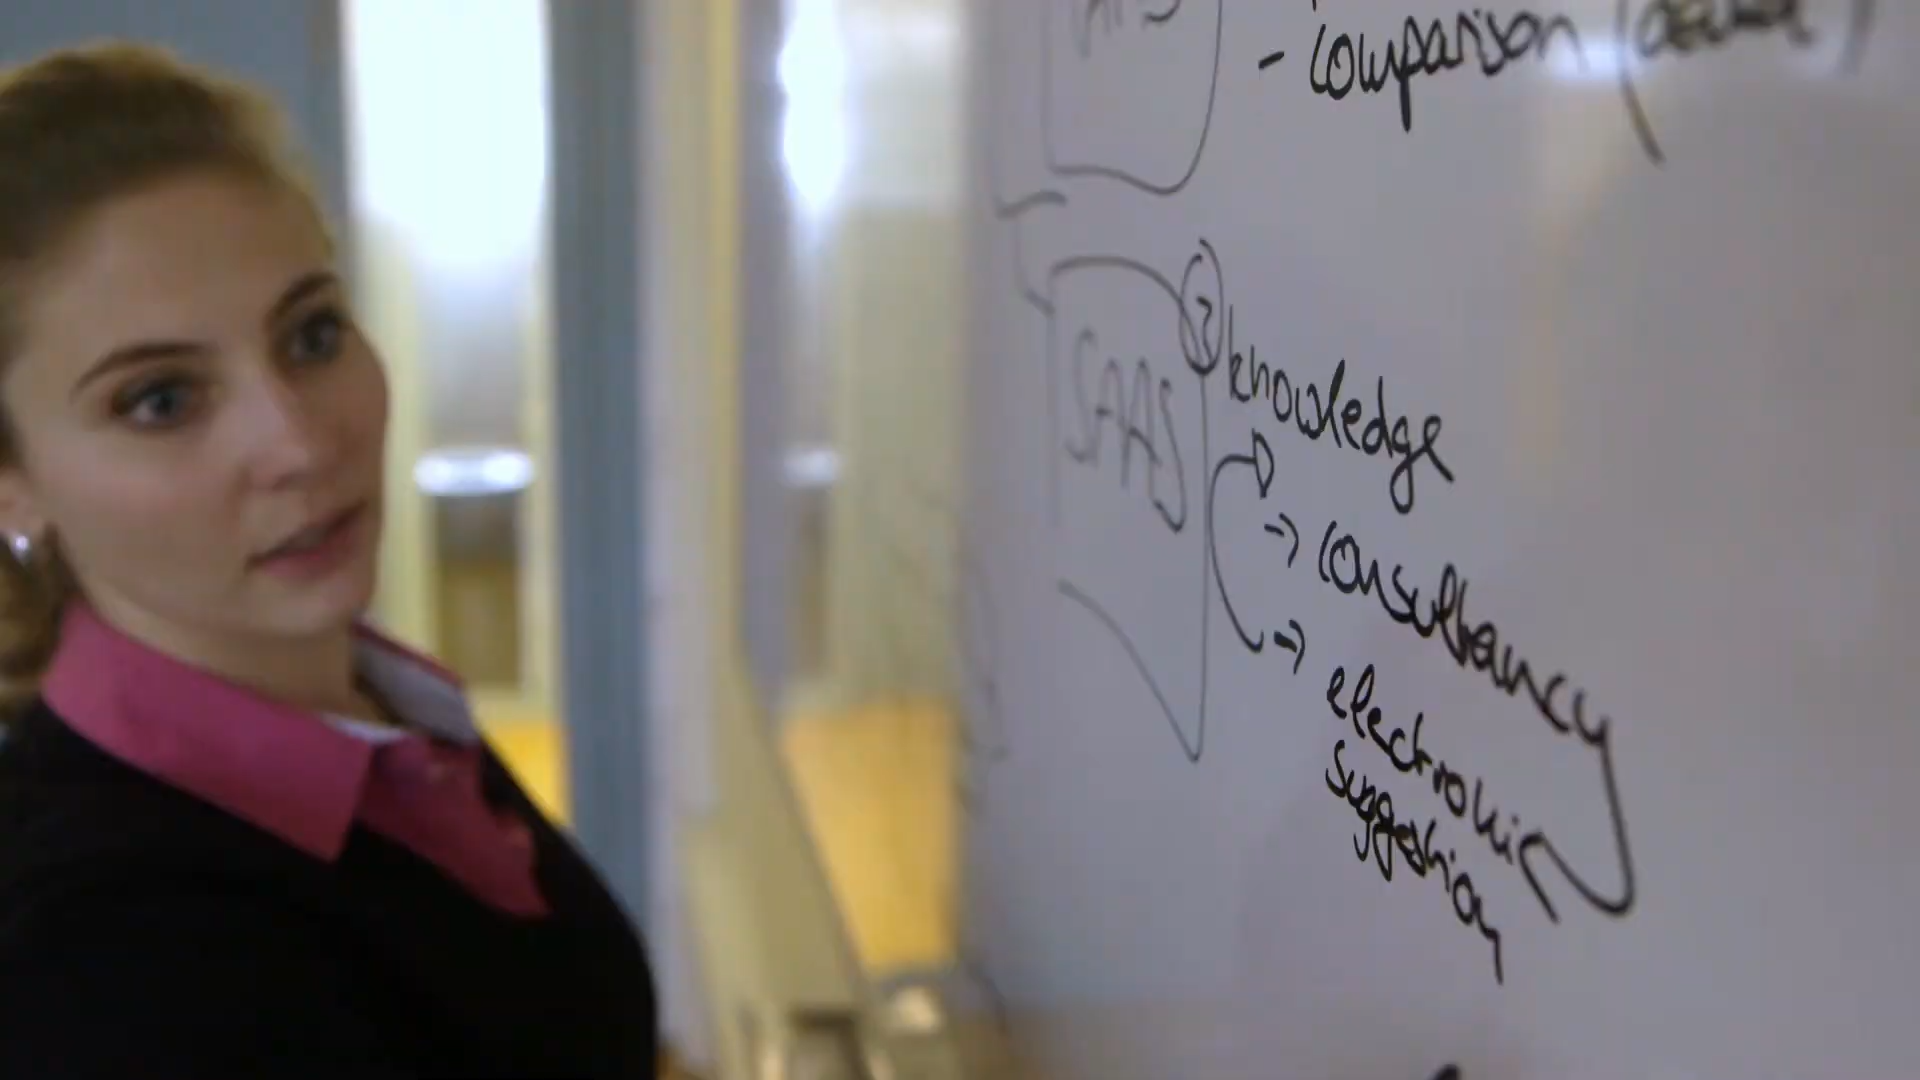 - Comparison (
SAAS
? knowledge
=> consultancy
=> electronic
suggestion